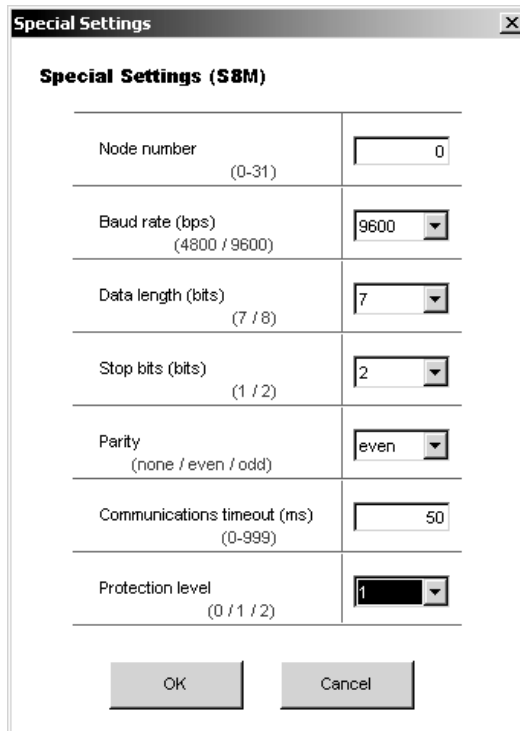 Special Settings
Special Settings (S8M)
Node number
0
(0-31)
Baud rate (bps)
9600
(4800 / 9600)
Data length (bits)
7
(7 / 8)
Stop bits (bits)
2
(1 / 2)
Parity
even
(none / even / odd)
Communications timeout (ms)
50
(0-999)
Protection level
1
(0 / 1 / 2)
OK
Cancel